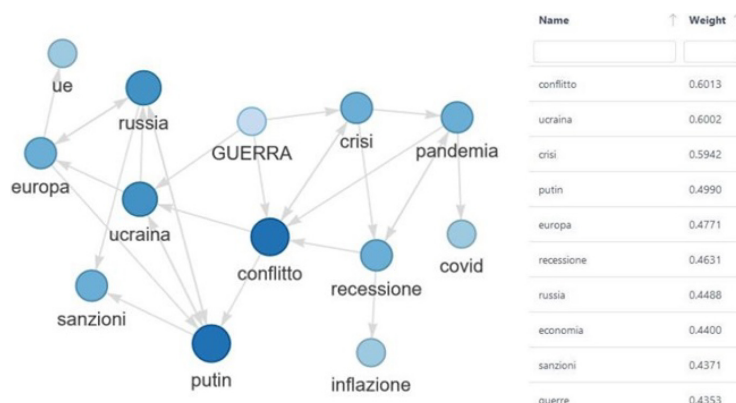 ue
russia
GUERRA
crisi
pandemia
europa
ucraina
conflitto
recessione
covid
sanzioni
putin
inflazione
Name ↑ Weight
conflitto 0.6013
ucraina 0.6002
crisi 0.5942
putin 0.4990
europa 0.4771
recessione 0.4631
russia 0.4488
economia 0.4400
sanzioni 0.4371
guerre 0.4353